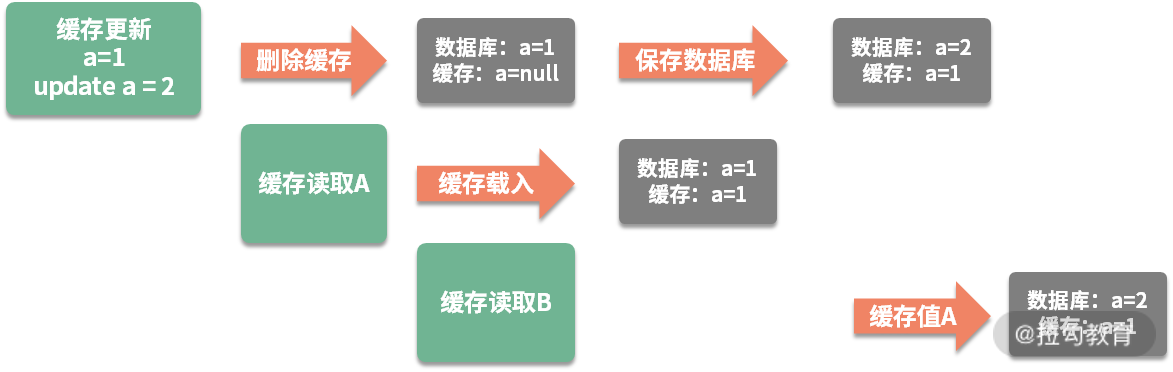 缓存更新
a=1
update a = 2
删除缓存
数据库：a=1
缓存：a=null
保存数据库
数据库：a=2
缓存：a=1
缓存读取A
缓存载入
数据库：a=1
缓存：a=1
缓存读取B
缓存值A
数据库：a=2
缓存：a=1
@拉勾教育